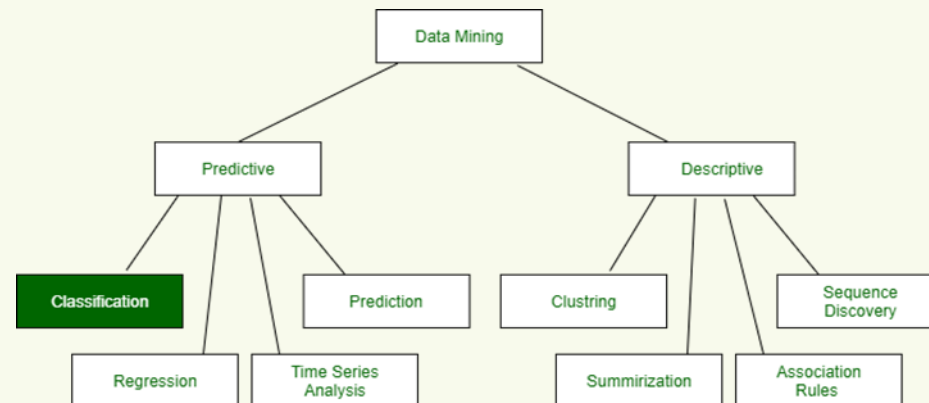 Data Mining
Predictive
Descriptive
Classification
Prediction
Clustring
Sequence
Discovery
Regression
Time Series
Analysis
Summirization
Association
Rules